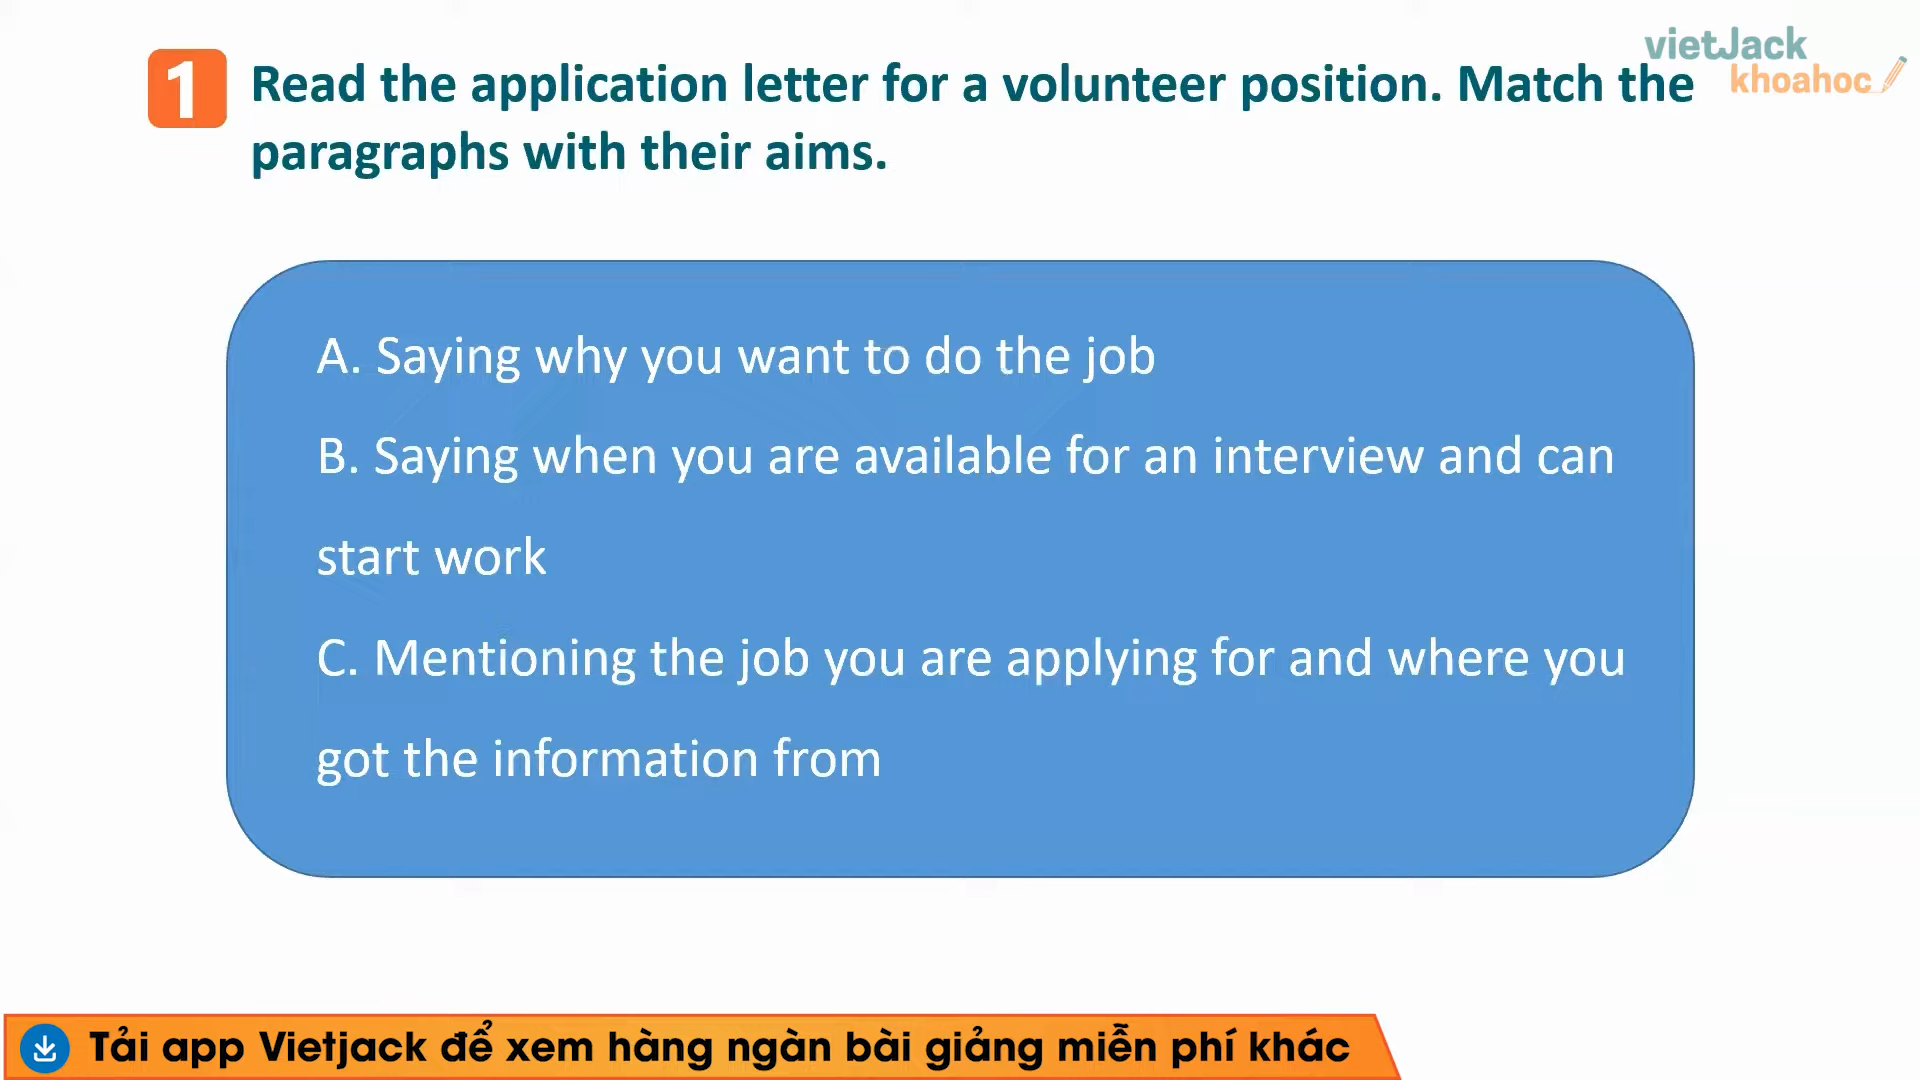 vietJack
khoahoc
1
Read the application letter for a volunteer position. Match the
paragraphs with their aims.
A. Saying why you want to do the job
B. Saying when you are available for an interview and can
start work
C. Mentioning the job you are applying for and where you
got the information from
Tải app Vietjack để xem hàng ngàn bài giảng miễn phí khác